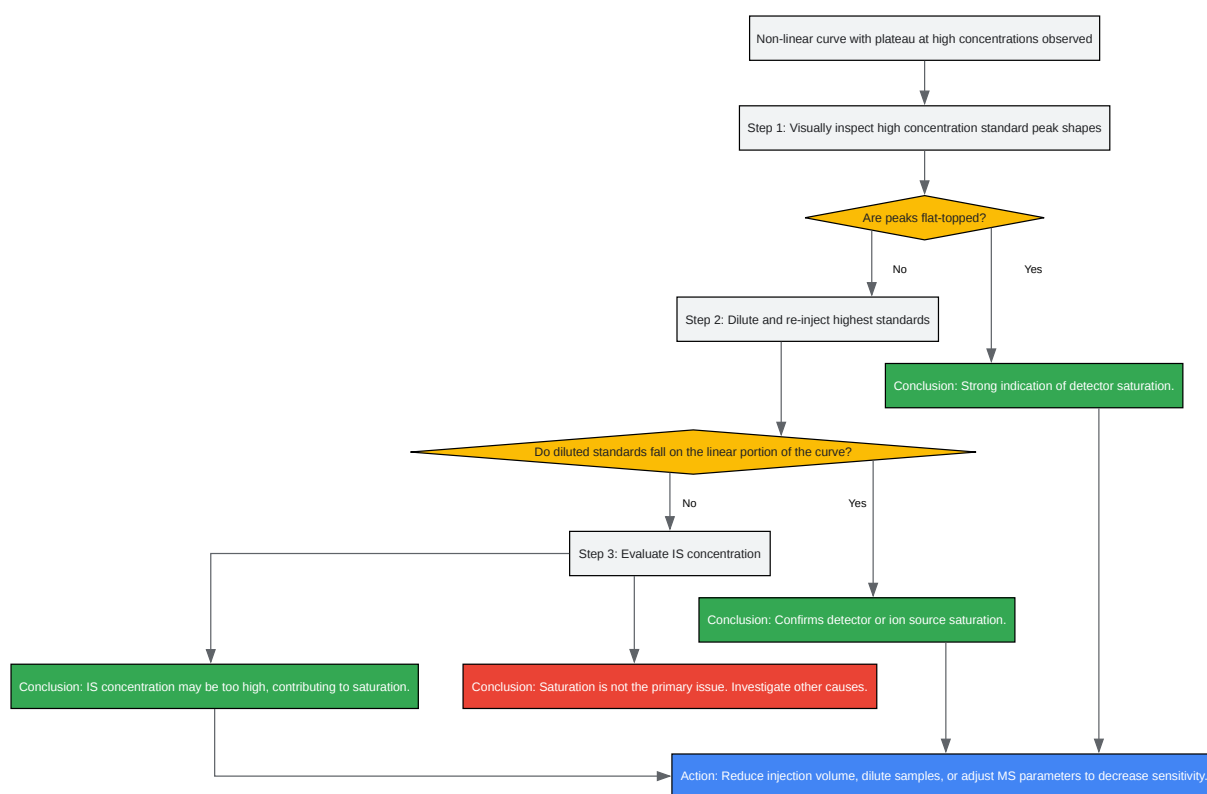 Non-linear curve with plateau at high concentrations observed
Step 1: Visually inspect high concentration standard peak shapes
Are peaks flat-topped?
No
Yes
Step 2: Dilute and re-inject highest standards
Conclusion: Strong indication of detector saturation.
Do diluted standards fall on the linear portion of the curve?
No
Yes
Step 3: Evaluate IS concentration
Conclusion: Confirms detector or ion source saturation.
Conclusion: IS concentration may be too high, contributing to saturation.
Conclusion: Saturation is not the primary issue. Investigate other causes.
Action: Reduce injection volume, dilute samples, or adjust MS parameters to decrease sensitivity.